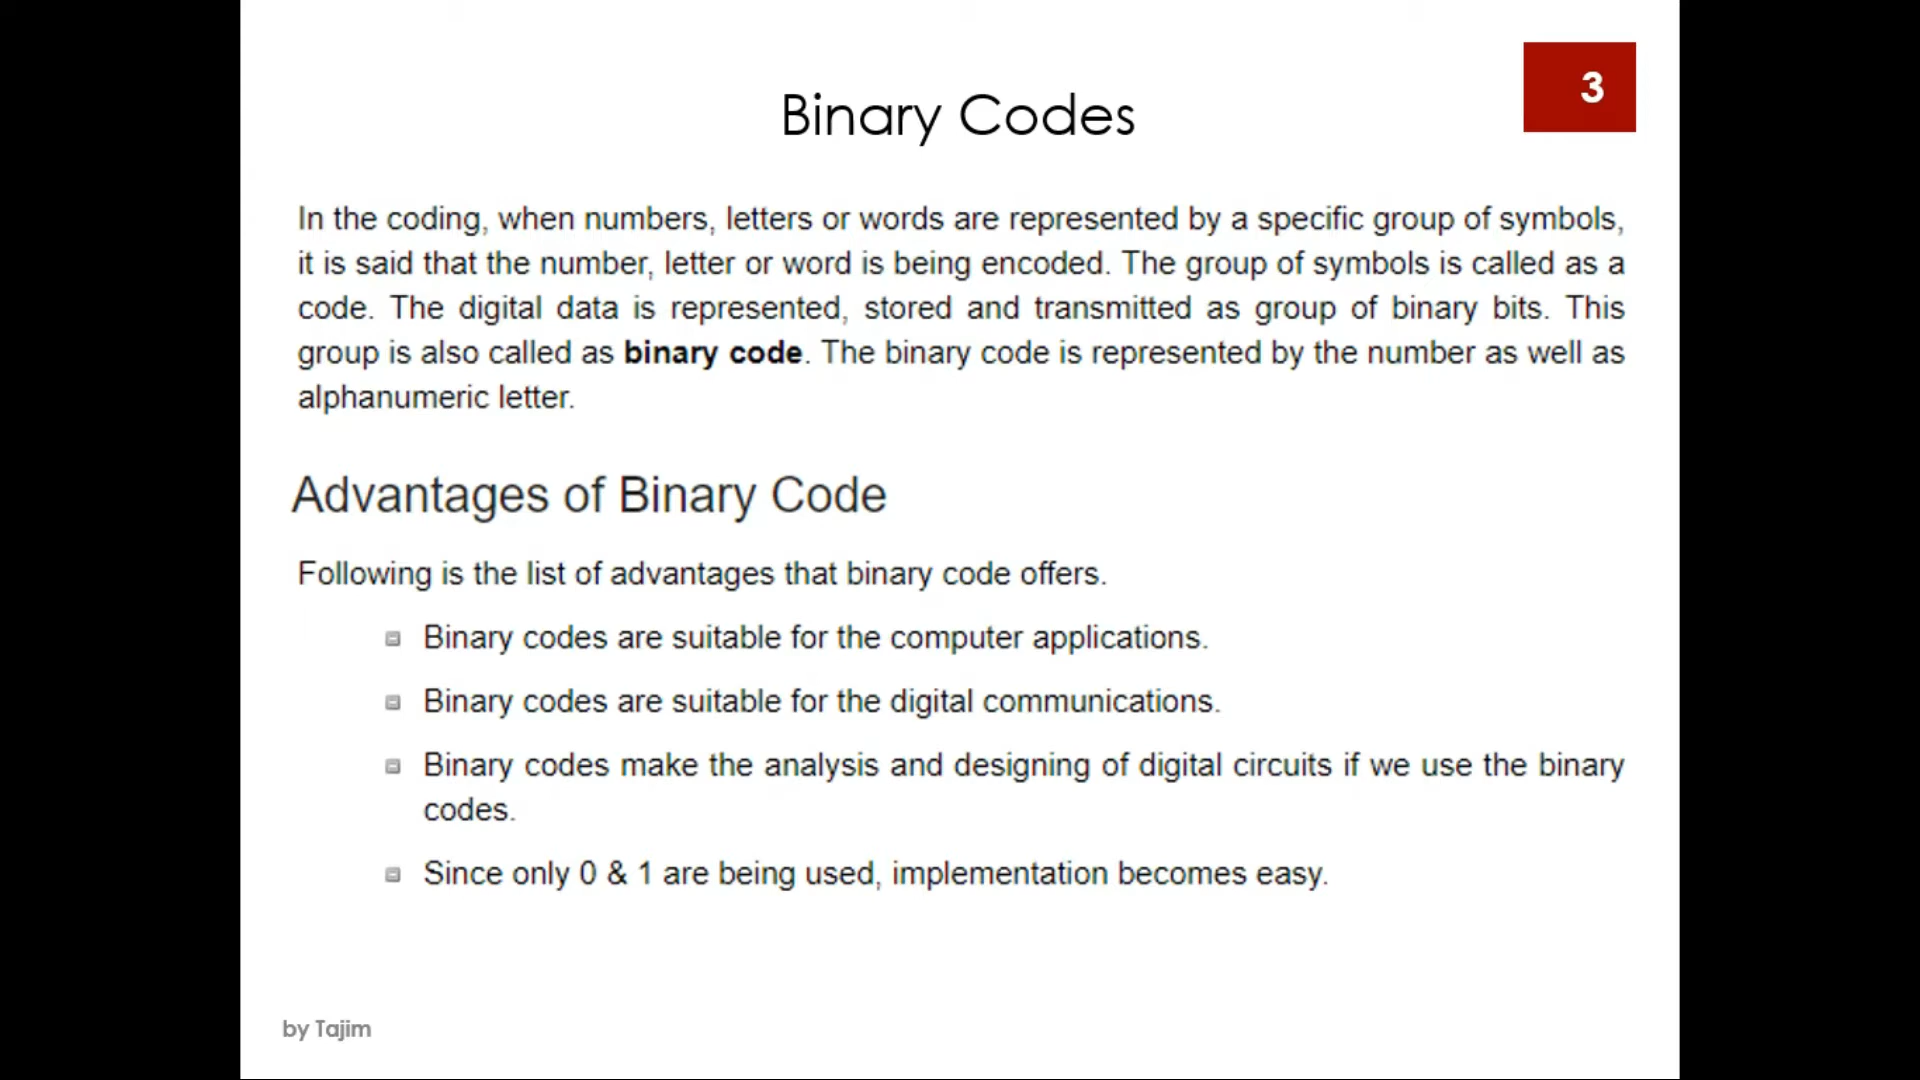 3
Binary Codes
In the coding, when numbers, letters or words are represented by a specific group of symbols,
it is said that the number, letter or word is being encoded. The group of symbols is called as a
code. The digital data is represented, stored and transmitted as group of binary bits. This
group is also called as binary code. The binary code is represented by the number as well as
alphanumeric letter.
Advantages of Binary Code
Following is the list of advantages that binary code offers.
Binary codes are suitable for the computer applications.
Binary codes are suitable for the digital communications.
Binary codes make the analysis and designing of digital circuits if we use the binary
codes.
Since only 0 & 1 are being used, implementation becomes easy.
by Tajim